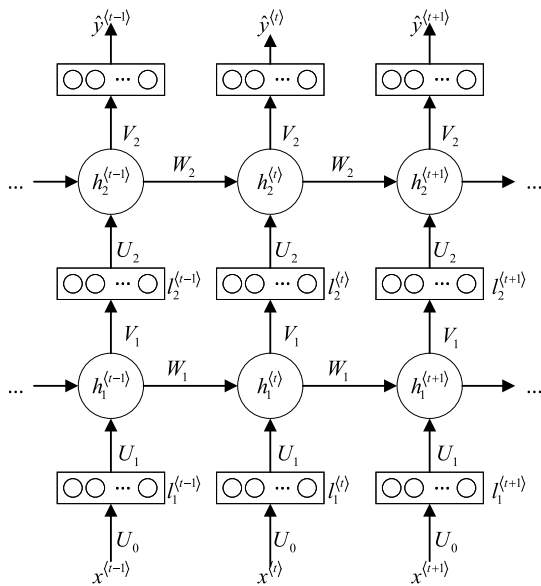 ŷ⟨t-1⟩ ŷ⟨t⟩ ŷ⟨t+1⟩
... ... ...
V₂ V₂ V₂
... h₂⟨t-1⟩ W₂ h₂⟨t⟩ W₂ h₂⟨t+1⟩ ...
U₂ U₂ U₂
... l₂⟨t-1⟩ ... l₂⟨t⟩ ... l₂⟨t+1⟩
V₁ V₁ V₁
... h₁⟨t-1⟩ W₁ h₁⟨t⟩ W₁ h₁⟨t+1⟩ ...
U₁ U₁ U₁
... l₁⟨t-1⟩ ... l₁⟨t⟩ ... l₁⟨t+1⟩
U₀ U₀ U₀
x⟨t-1⟩ x⟨t⟩ x⟨t+1⟩